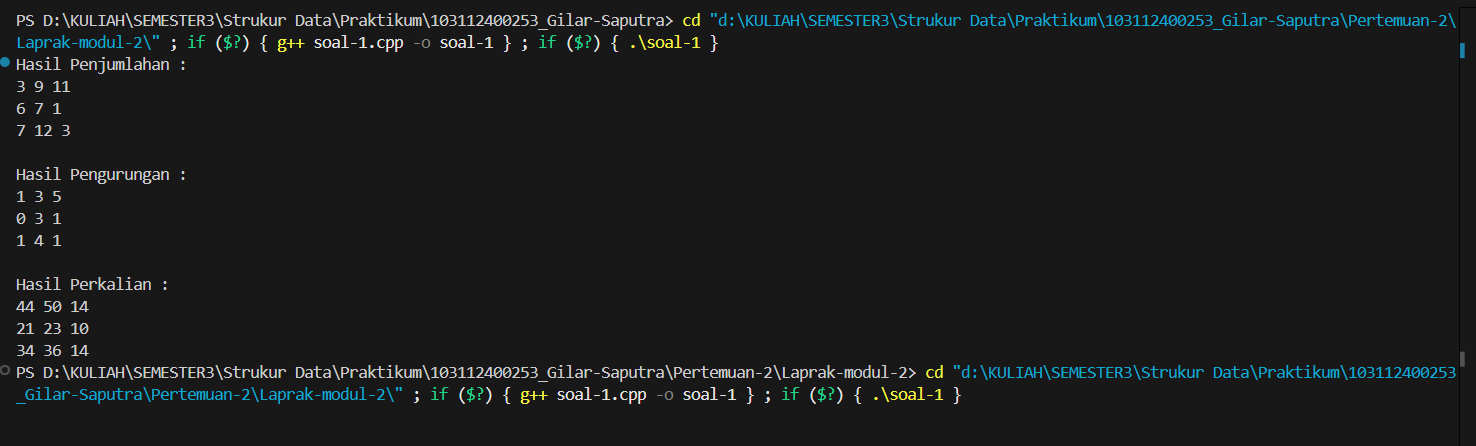 PS D:\KULIAH\SEMESTER3\Strukur Data\Praktikum\103112400253_Gilar-Saputra> cd "d:\KULIAH\SEMESTER3\Strukur Data\Praktikum\103112400253_Gilar-Saputra\Pertemuan-2\
Laprak-modul-2\" ; if ($?) { g++ soal-1.cpp -o soal-1 } ; if ($?) { .\soal-1 }
Hasil Penjumlahan :
3 9 11
6 7 1
7 12 3
Hasil Pengurungan :
1 3 5
0 3 1
1 4 1
Hasil Perkalian :
44 50 14
21 23 10
34 36 14
PS D:\KULIAH\SEMESTER3\Strukur Data\Praktikum\103112400253_Gilar-Saputra\Pertemuan-2\Laprak-modul-2> cd "d:\KULIAH\SEMESTER3\Strukur Data\Praktikum\103112400253
_Gilar-Saputra\Pertemuan-2\Laprak-modul-2\" ; if ($?) { g++ soal-1.cpp -o soal-1 } ; if ($?) { .\soal-1 }